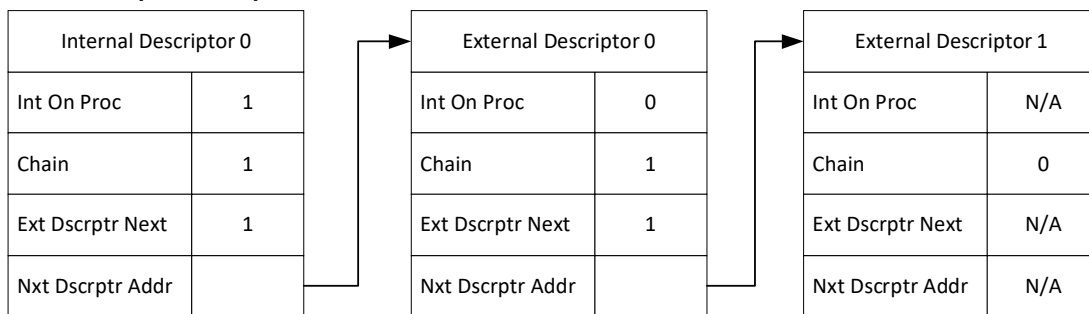 Internal Descriptor 0
Int On Proc 1
Chain 1
Ext Dscrptr Next 1
Nxt Dscrptr Addr
External Descriptor 0
Int On Proc 0
Chain 1
Ext Dscrptr Next 1
Nxt Dscrptr Addr
External Descriptor 1
Int On Proc N/A
Chain 0
Ext Dscrptr Next N/A
Nxt Dscrptr Addr N/A